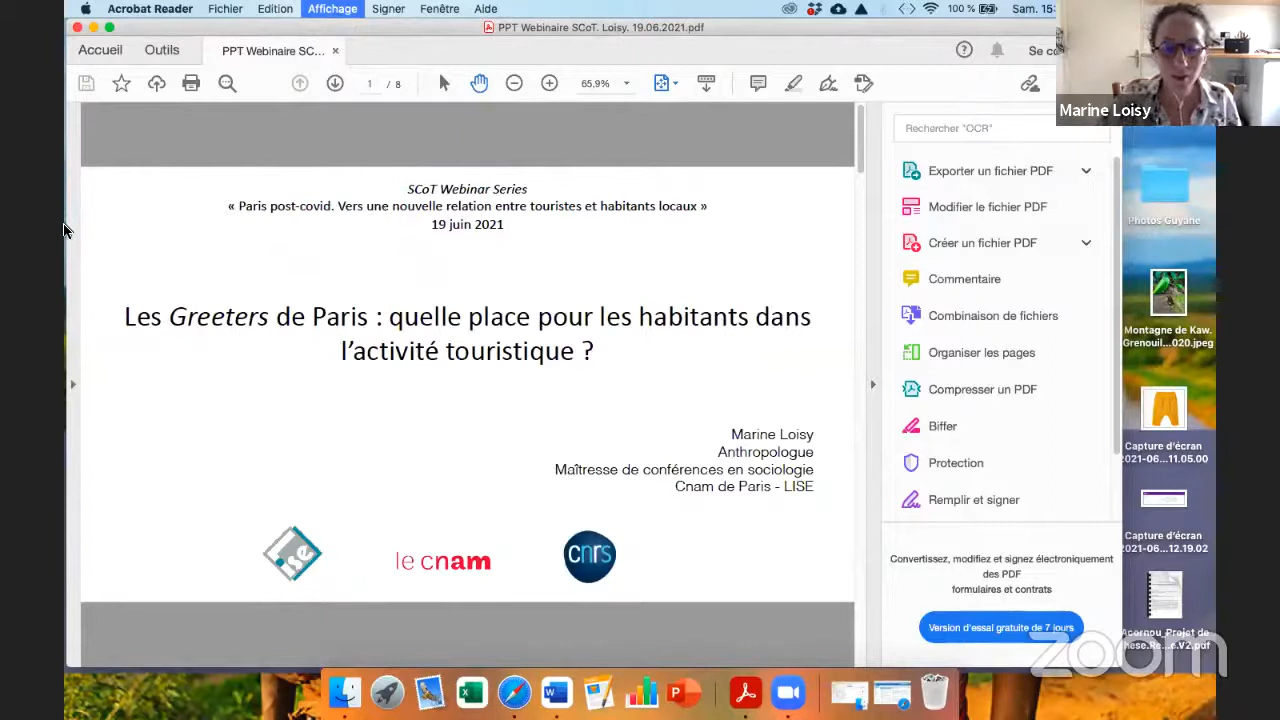 Acrobat Reader Fichier Edition Affichage Signer Fenêtre Aide 100 % Sam. 15:
PPT Webinaire SCoT. Loisy. 19.06.2021.pdf
Accueil Outils PPT Webinaire SC... × Se co
1 / 8 65,9%
Marine Loisy
Rechercher "OCR"
SCoT Webinar Series
« Paris post-covid. Vers une nouvelle relation entre touristes et habitants locaux »
19 juin 2021
Les Greeters de Paris : quelle place pour les habitants dans
l'activité touristique ?
Marine Loisy
Anthropologue
Maîtresse de conférences en sociologie
Cnam de Paris - LISE
le cnam
cnrs
Exporter un fichier PDF
Modifier le fichier PDF
Créer un fichier PDF
Commentaire
Combinaison de fichiers
Organiser les pages
Compresser un PDF
Biffer
Protection
Remplir et signer
Convertissez, modifiez et signez électroniquement
des PDF
formulaires et contrats
Version d'essai gratuite de 7 jours
Photos Guyane
Montagne de Kaw.
Grenouil...020.jpeg
Capture d'écran
2021-06...11.05.00
Capture d'écran
2021-06...12.19.02
zoom